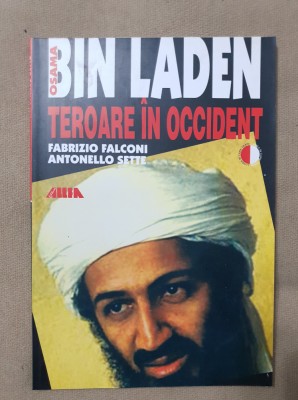 OSAMA
BIN LADEN
TEROARE ÎN OCCIDENT
FABRIZIO FALCONI
ANTONELLO SETTE
ALLFA